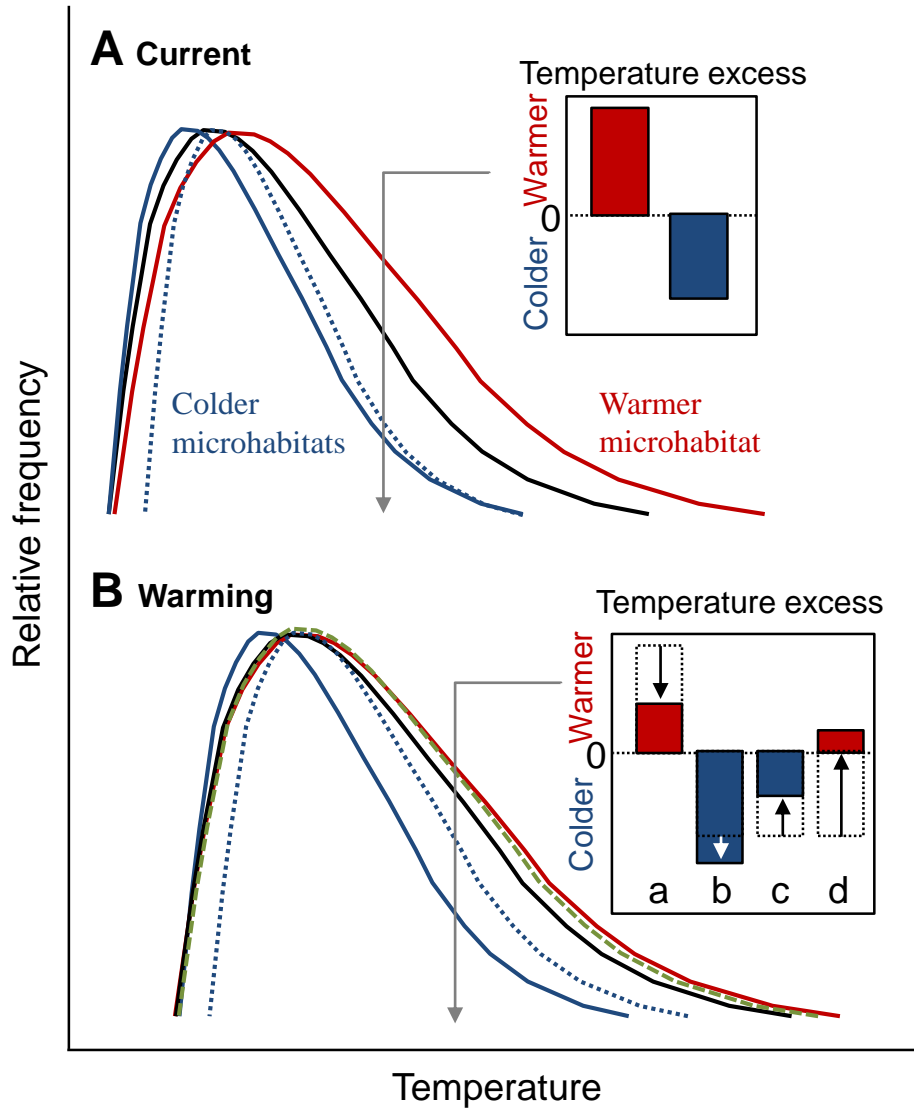 A Current
Temperature excess
Warmer
0
Colder
Colder
microhabitats
Warmer
microhabitat
Relative frequency
B Warming
Temperature excess
Warmer
0
Colder
a b c d
Temperature